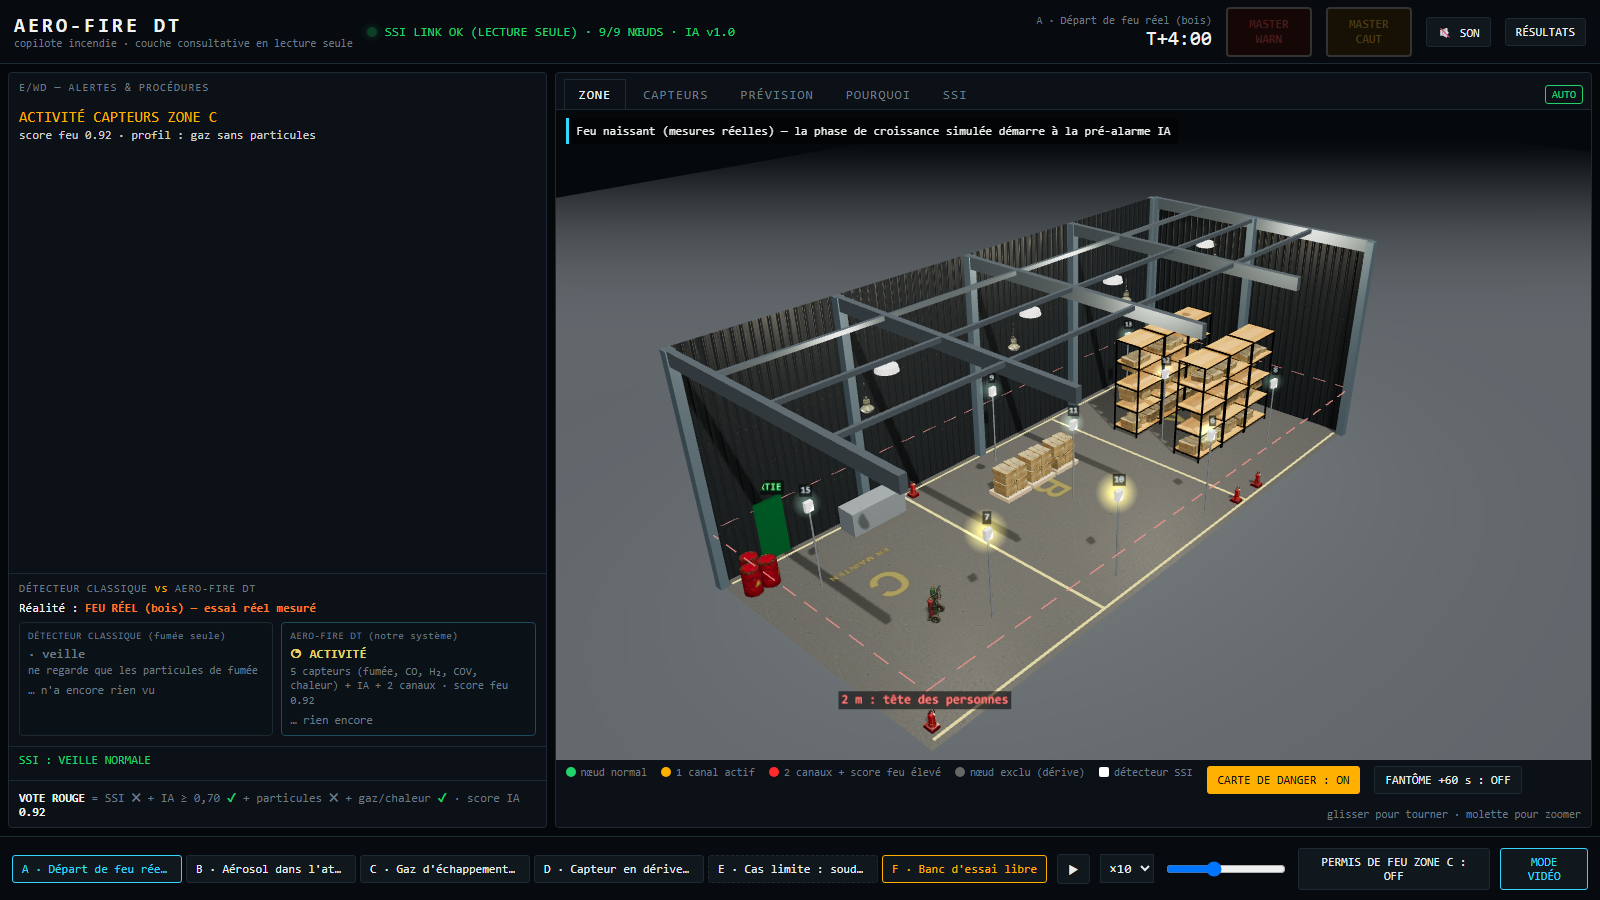 AERO-FIRE DT
copilote incendie · couche consultative en lecture seule
SSI LINK OK (LECTURE SEULE) · 9/9 NŒUDS · IA v1.0
A · Départ de feu réel (bois)
T+4:00
MASTER
WARN
MASTER
CAUT
SON
RÉSULTATS
E/WD — ALERTES & PROCÉDURES
ACTIVITÉ CAPTEURS ZONE C
score feu 0.92 · profil : gaz sans particules
DÉTECTEUR CLASSIQUE vs AERO-FIRE DT
Réalité : FEU RÉEL (bois) — essai réel mesuré
DÉTECTEUR CLASSIQUE (fumée seule)
· veille
ne regarde que les particules de fumée
… n'a encore rien vu
AERO-FIRE DT (notre système)
ACTIVITÉ
5 capteurs (fumée, CO, H₂, COV,
chaleur) + IA + 2 canaux · score feu
0.92
… rien encore
SSI : VEILLE NORMALE
VOTE ROUGE = SSI ✕ + IA ≥ 0,70 ✓ + particules ✕ + gaz/chaleur ✓ · score IA
0.92
ZONE
CAPTEURS
PRÉVISION
POURQUOI
SSI
AUTO
Feu naissant (mesures réelles) — la phase de croissance simulée démarre à la pré-alarme IA
13
9
8
11
10
15
7
B
C
EN MAINTEN
2 m : tête des personnes
nœud normal
1 canal actif
2 canaux + score feu élevé
nœud exclu (dérive)
détecteur SSI
CARTE DE DANGER : ON
FANTÔME +60 s : OFF
glisser pour tourner · molette pour zoomer
A · Départ de feu rée…
B · Aérosol dans l'at…
C · Gaz d'échappement…
D · Capteur en dérive…
E · Cas limite : soud…
F · Banc d'essai libre
▶
x10
PERMIS DE FEU ZONE C :
OFF
MODE
VIDÉO